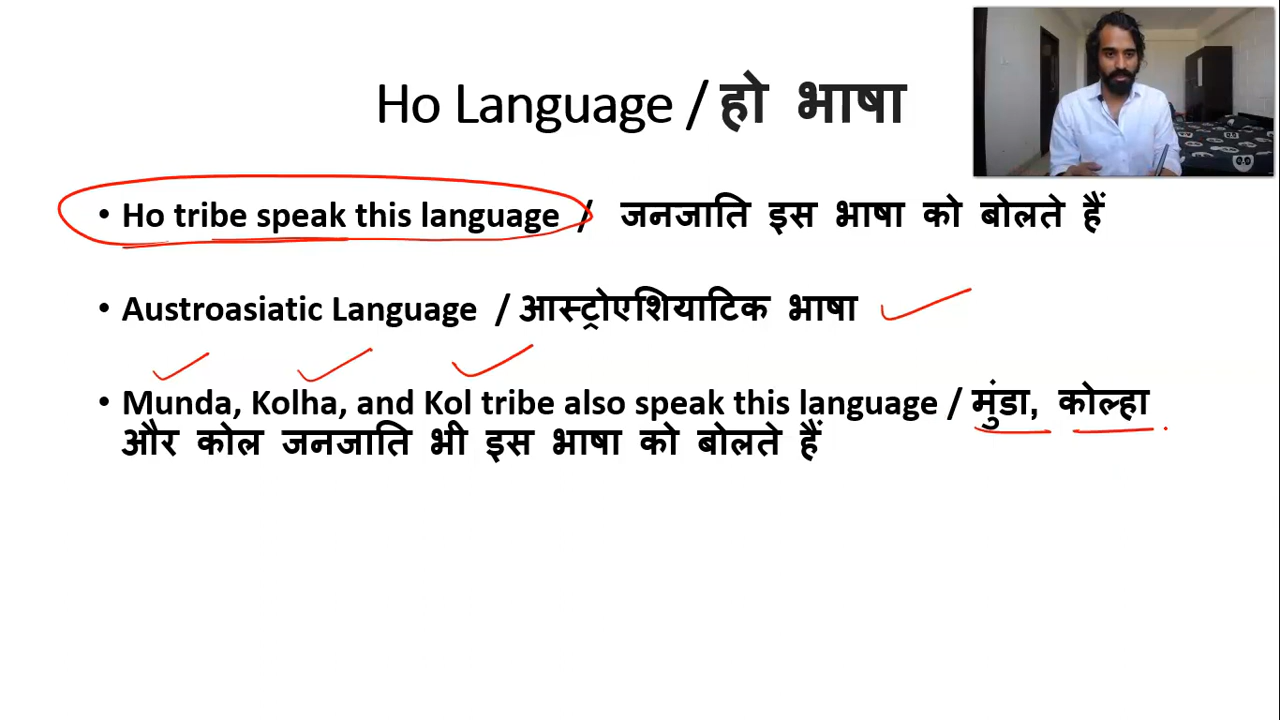 Ho Language / हो भाषा
• Ho tribe speak this language / जनजाति इस भाषा को बोलते हैं
• Austroasiatic Language / आस्ट्रोएशियाटिक भाषा
• Munda, Kolha, and Kol tribe also speak this language / मुंडा, कोल्हा
और कोल जनजाति भी इस भाषा को बोलते हैं